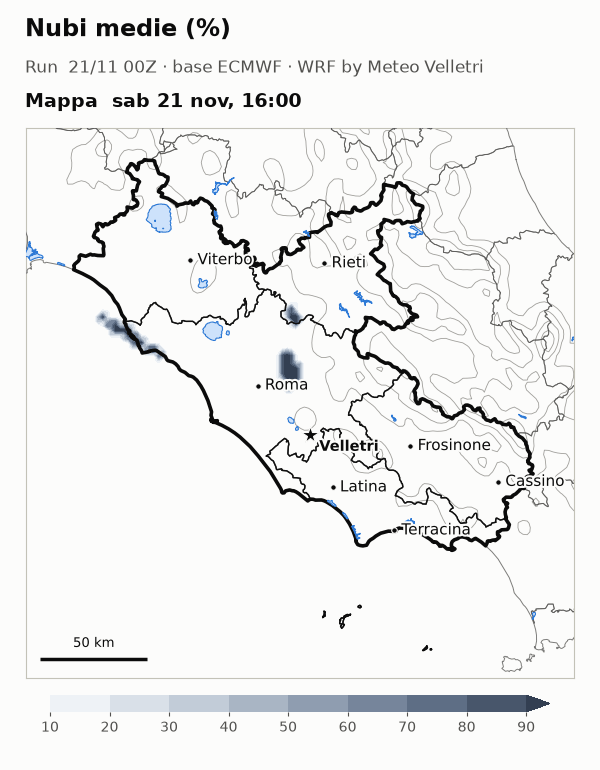 Nubi medie (%)
Run 21/11 00Z · base ECMWF · WRF by Meteo Velletri
Mappa sab 21 nov, 16:00
Viterbo
Rieti
Roma
Velletri
Frosinone
Cassino
Latina
Terracina
50 km
10 20 30 40 50 60 70 80 90